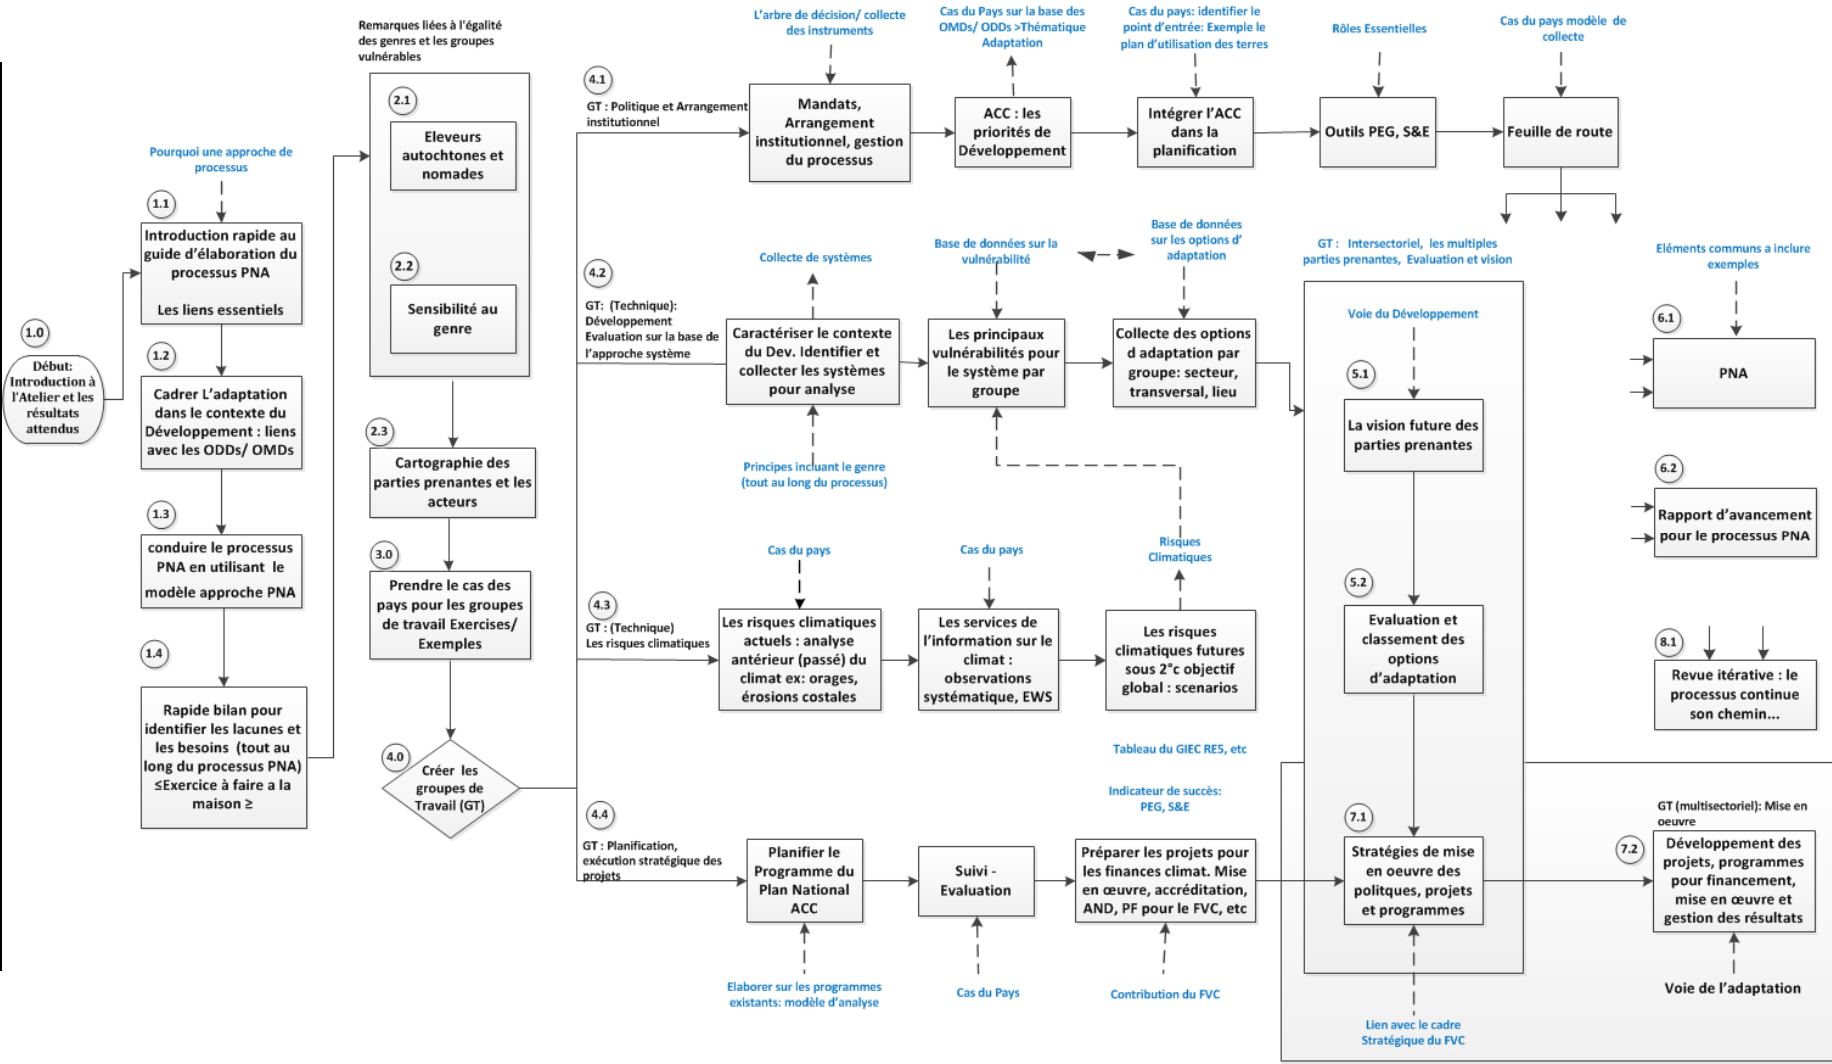 Remarques liées à l'égalité
des genres et les groupes
vulnérables
1.0
Début:
Introduction à
l'Atelier et les
résultats
attendus
Pourquoi une approche de
processus
1.1
Introduction rapide au
guide d'élaboration du
processus PNA
Les liens essentiels
1.2
Cadrer L'adaptation
dans le contexte du
Développement : liens
avec les ODDs/ OMDs
1.3
conduire le processus
PNA en utilisant le
modèle approche PNA
1.4
Rapide bilan pour
identifier les lacunes et
les besoins (tout au
long du processus PNA)
≤Exercice à faire a la
maison ≥
2.1
Eleveurs
autochtones et
nomades
2.2
Sensibilité au
genre
2.3
Cartographie des
parties prenantes et les
acteurs
3.0
Prendre le cas des
pays pour les groupes
de travail Exercises/
Exemples
4.0
Créer les
groupes de
Travail (GT)
4.1
GT : Politique et Arrangement
institutionnel
L'arbre de décision/ collecte
des instruments
Mandats,
Arrangement
institutionnel, gestion
du processus
Cas du Pays sur la base des
OMDs/ ODDs >Thématique
Adaptation
ACC : les
priorités de
Développement
Cas du pays: identifier le
point d'entrée: Exemple le
plan d'utilisation des terres
Intégrer l'ACC
dans la
planification
Rôles Essentielles
Outils PEG, S&E
Cas du pays modèle de
collecte
Feuille de route
4.2
GT: (Technique):
Développement
Evaluation sur la base de
l'approche système
Collecte de systèmes
Caractériser le contexte
du Dev. Identifier et
collecter les systèmes
pour analyse
Principes incluant le genre
(tout au long du processus)
Base de données sur la
vulnérabilité
Les principaux
vulnérabilités pour
le système par
groupe
Base de données
sur les options d'
adaptation
Collecte des options
d adaptation par
groupe: secteur,
transversal, lieu
4.3
GT : (Technique)
Les risques climatiques
Cas du pays
Les risques climatiques
actuels : analyse
antérieur (passé) du
climat ex: orages,
érosions costales
Cas du pays
Les services de
l'information sur le
climat :
observations
systématique, EWS
Risques
Climatiques
Les risques
climatiques futures
sous 2°c objectif
global : scenarios
Tableau du GIEC RE5, etc
4.4
GT : Planification,
exécution stratégique des
projets
Planifier le
Programme du
Plan National
ACC
Elaborer sur les programmes
existants: modèle d'analyse
Suivi -
Evaluation
Cas du Pays
Indicateur de succès:
PEG, S&E
Préparer les projets pour
les finances climat. Mise
en œuvre, accréditation,
AND, PF pour le FVC, etc
Contribution du FVC
GT : Intersectoriel, les multiples
parties prenantes, Evaluation et vision
Voie du Développement
5.1
La vision future des
parties prenantes
5.2
Evaluation et
classement des
options
d'adaptation
7.1
Stratégies de mise
en oeuvre des
politques, projets
et programmes
Lien avec le cadre
Stratégique du FVC
Eléments communs a inclure
exemples
6.1
PNA
6.2
Rapport d'avancement
pour le processus PNA
8.1
Revue itérative : le
processus continue
son chemin...
GT (multisectoriel): Mise en
oeuvre
7.2
Développement des
projets, programmes
pour financement,
mise en œuvre et
gestion des résultats
Voie de l'adaptation